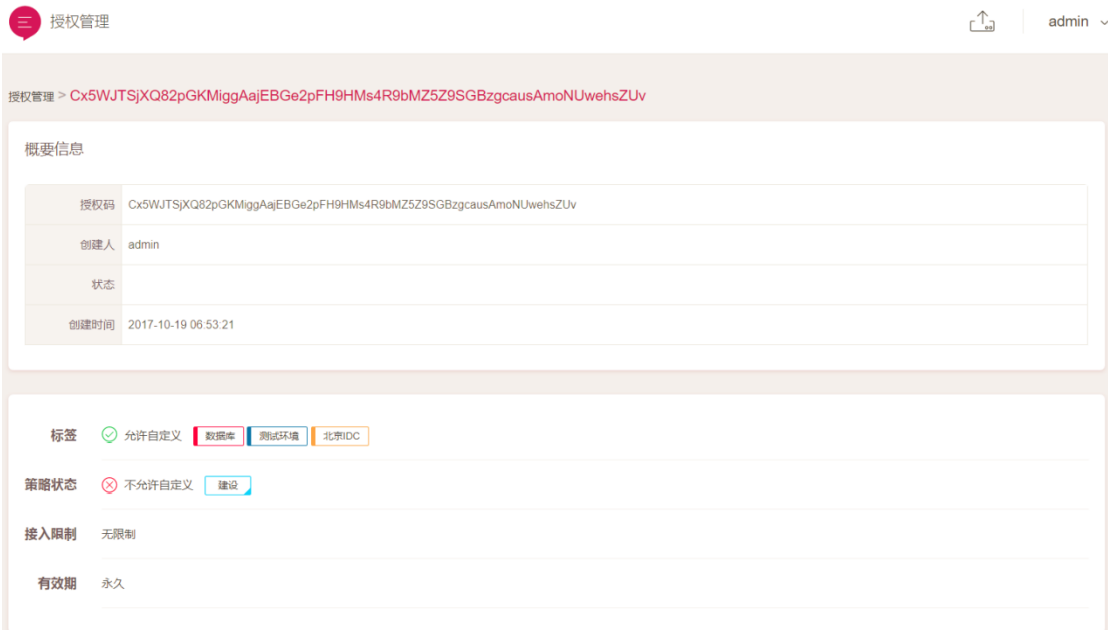 授权管理
admin
授权管理 > Cx5WJTSjXQ82pGKMiggAajEBGe2pFH9HMs4R9bMZ5Z9SGBzgcausAmoNUwehsZUv
概要信息
授权码 Cx5WJTSjXQ82pGKMiggAajEBGe2pFH9HMs4R9bMZ5Z9SGBzgcausAmoNUwehsZUv
创建人 admin
状态
创建时间 2017-10-19 06:53:21
标签 允许自定义 数据库 测试环境 北京IDC
策略状态 不允许自定义 建设
接入限制 无限制
有效期 永久